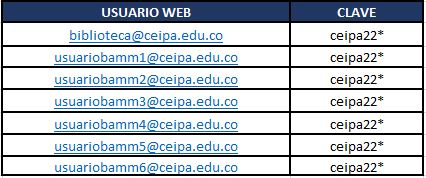 USUARIO WEB CLAVE
biblioteca@ceipa.edu.co ceipa22*
usuariobamm1@ceipa.edu.co ceipa22*
usuariobamm2@ceipa.edu.co ceipa22*
usuariobamm3@ceipa.edu.co ceipa22*
usuariobamm4@ceipa.edu.co ceipa22*
usuariobamm5@ceipa.edu.co ceipa22*
usuariobamm6@ceipa.edu.co ceipa22*